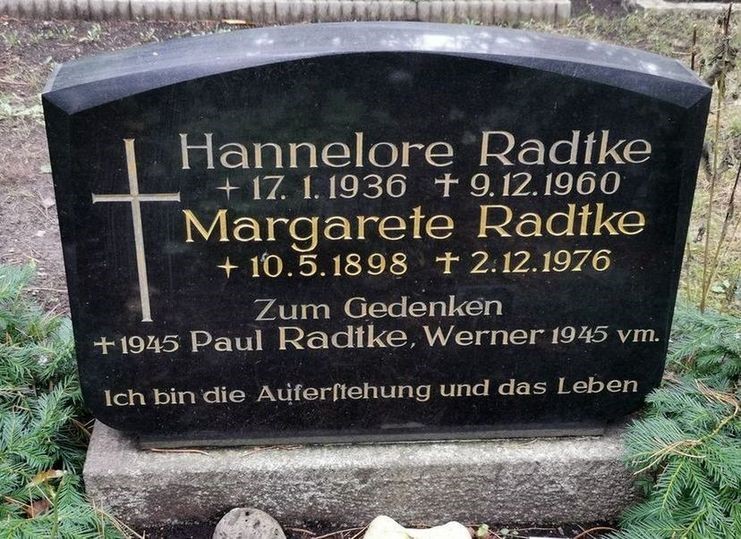 Hannelore Radtke
+ 17. 1. 1936 ✝ 9.12.1960
Margarete Radtke
+ 10.5.1898 ✝ 2.12.1976
Zum Gedenken
✝1945 Paul Radtke, Werner 1945 vm.
Ich bin die Auferſtehung und das Leben